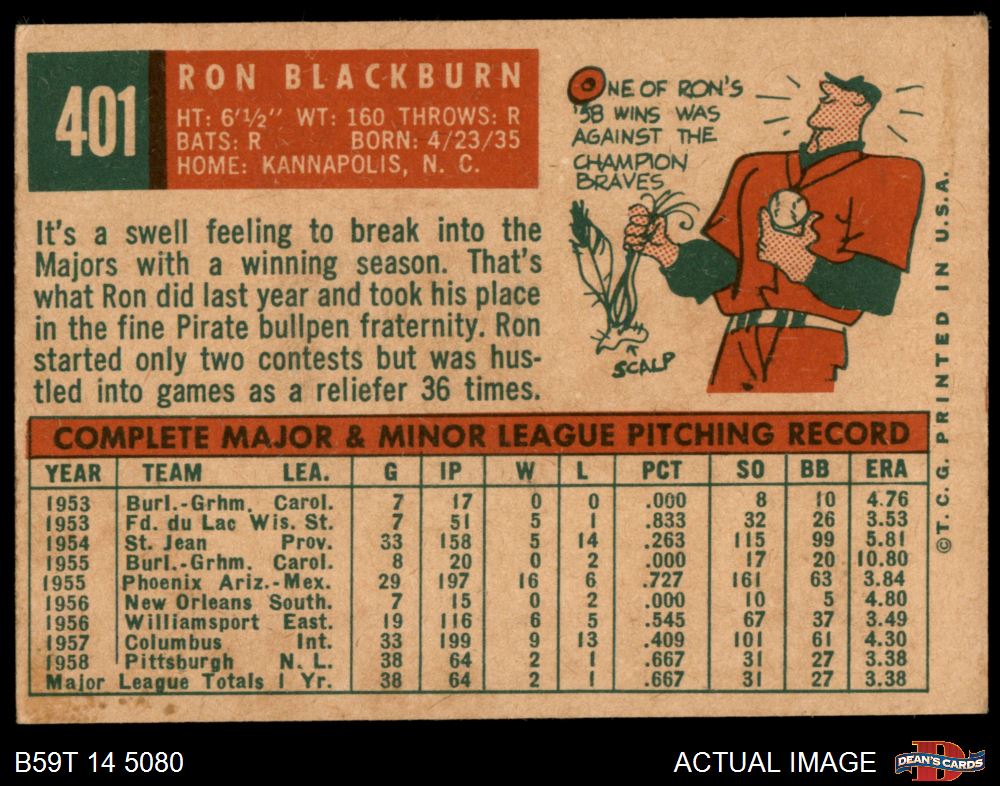 401
RON BLACKBURN
HT: 6'½" WT: 160 THROWS: R
BATS: R BORN: 4/23/35
HOME: KANNAPOLIS, N. C.
ONE OF RON'S
'58 WINS WAS
AGAINST THE
CHAMPION
BRAVES
SCALP
It's a swell feeling to break into the
Majors with a winning season. That's
what Ron did last year and took his place
in the fine Pirate bullpen fraternity. Ron
started only two contests but was hus-
tled into games as a reliefer 36 times.
COMPLETE MAJOR & MINOR LEAGUE PITCHING RECORD
YEAR TEAM LEA. G IP W L PCT SO BB ERA
1953 Burl.-Grhm. Carol. 7 17 0 0 .000 8 10 4.76
1953 Fd. du Lac Wis. St. 7 51 5 1 .833 32 26 3.53
1954 St. Jean Prov. 33 158 5 14 .263 115 99 5.81
1955 Burl.-Grhm. Carol. 8 20 0 2 .000 17 20 10.80
1955 Phoenix Ariz.-Mex. 29 197 16 6 .727 161 63 3.84
1956 New Orleans South. 7 15 0 2 .000 10 5 4.80
1956 Williamsport East. 19 116 6 5 .545 67 37 3.49
1957 Columbus Int. 33 199 9 13 .409 101 61 4.30
1958 Pittsburgh N. L. 38 64 2 1 .667 31 27 3.38
Major League Totals 1 Yr. 38 64 2 1 .667 31 27 3.38
© T. C. G. PRINTED IN U.S.A.
B59T 14 5080 ACTUAL IMAGE
DEAN'S CARDS